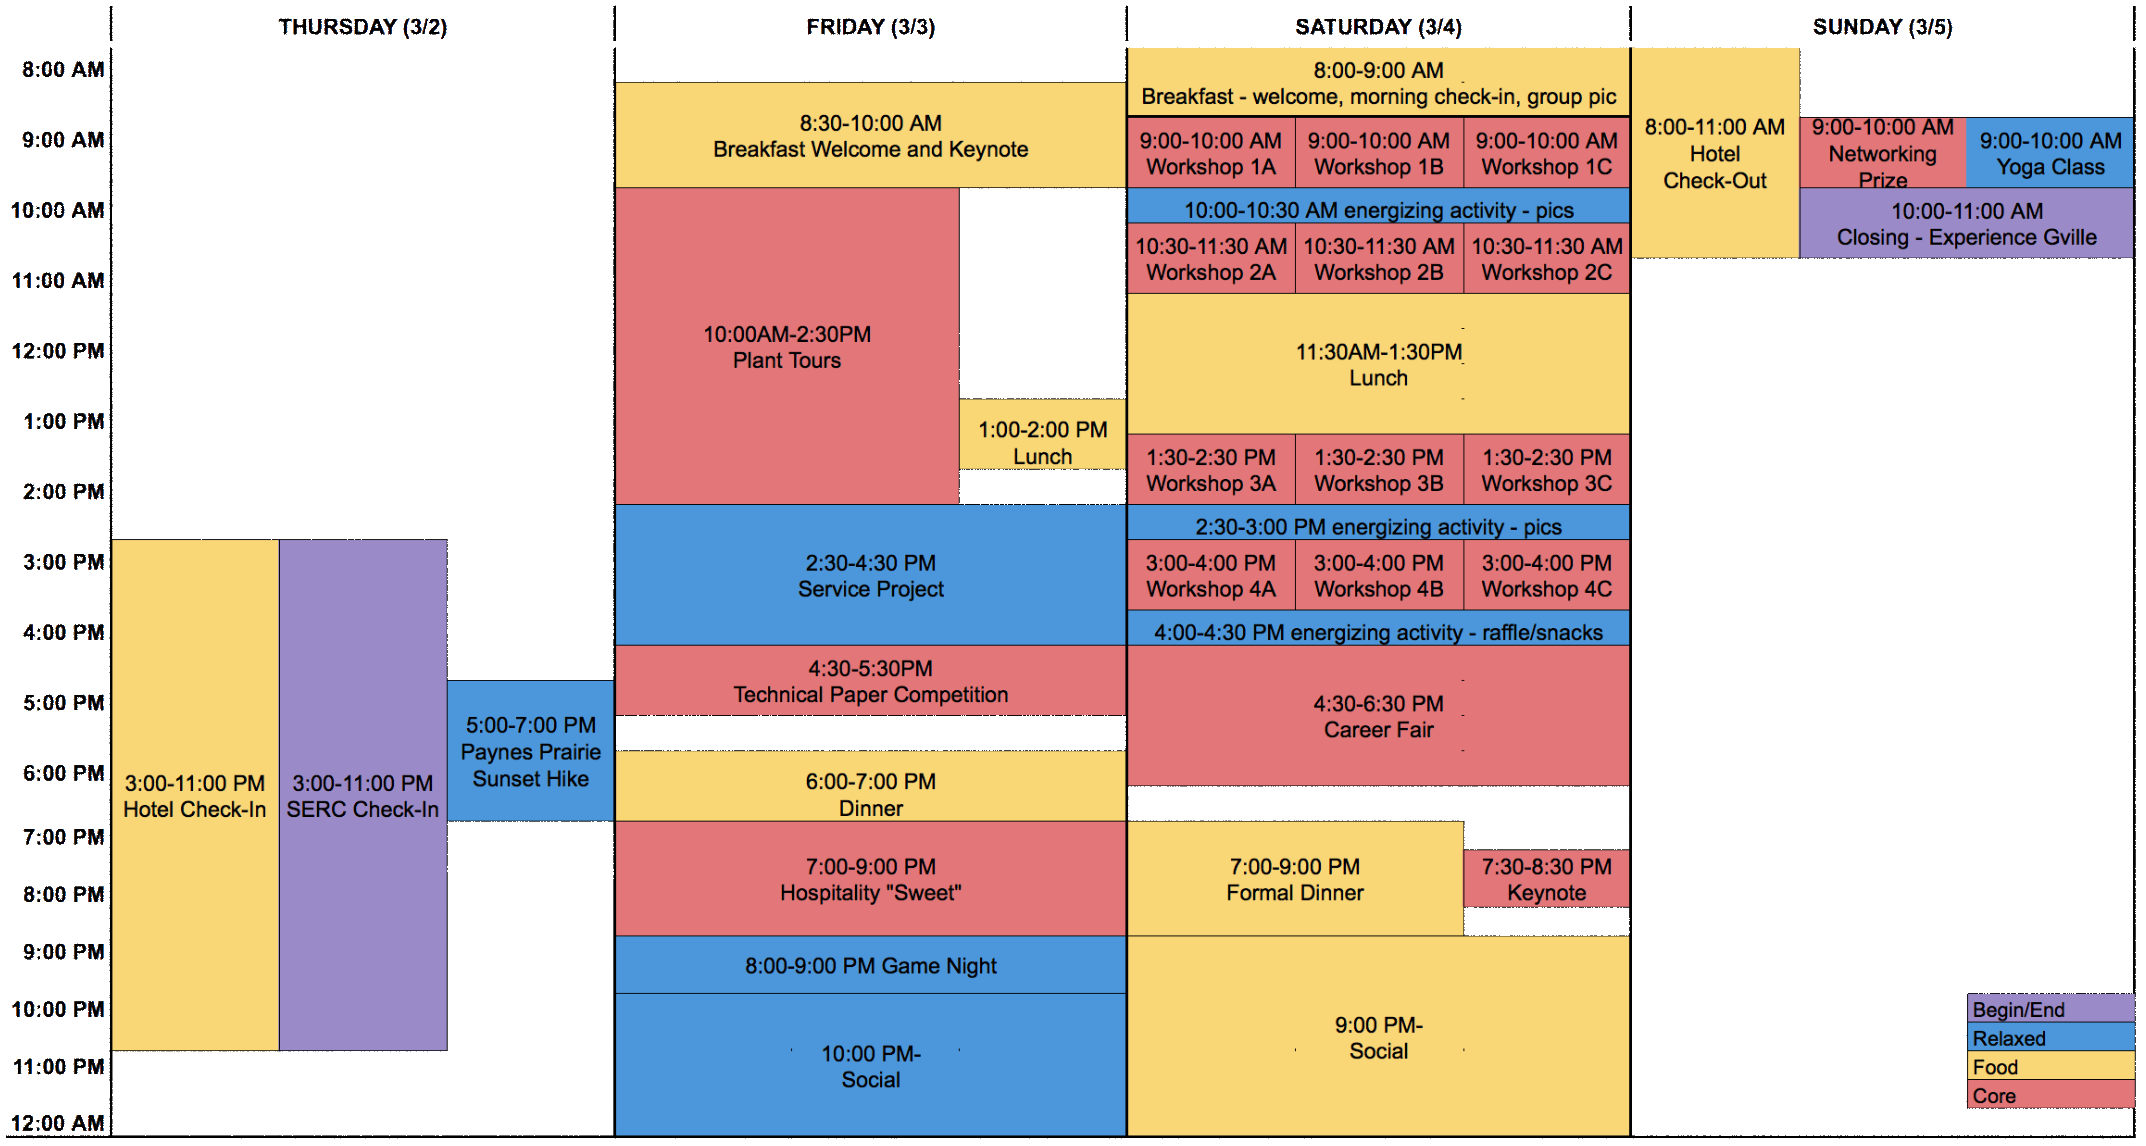 THURSDAY (3/2)
FRIDAY (3/3)
SATURDAY (3/4)
SUNDAY (3/5)
8:00 AM
9:00 AM
10:00 AM
11:00 AM
12:00 PM
1:00 PM
2:00 PM
3:00 PM
4:00 PM
5:00 PM
6:00 PM
7:00 PM
8:00 PM
9:00 PM
10:00 PM
11:00 PM
12:00 AM
3:00-11:00 PM
Hotel Check-In
3:00-11:00 PM
SERC Check-In
5:00-7:00 PM
Paynes Prairie
Sunset Hike
8:30-10:00 AM
Breakfast Welcome and Keynote
10:00AM-2:30PM
Plant Tours
1:00-2:00 PM
Lunch
2:30-4:30 PM
Service Project
4:30-5:30PM
Technical Paper Competition
6:00-7:00 PM
Dinner
7:00-9:00 PM
Hospitality "Sweet"
8:00-9:00 PM Game Night
10:00 PM-
Social
8:00-9:00 AM
Breakfast - welcome, morning check-in, group pic
9:00-10:00 AM
Workshop 1A
9:00-10:00 AM
Workshop 1B
9:00-10:00 AM
Workshop 1C
10:00-10:30 AM energizing activity - pics
10:30-11:30 AM
Workshop 2A
10:30-11:30 AM
Workshop 2B
10:30-11:30 AM
Workshop 2C
11:30AM-1:30PM
Lunch
1:30-2:30 PM
Workshop 3A
1:30-2:30 PM
Workshop 3B
1:30-2:30 PM
Workshop 3C
2:30-3:00 PM energizing activity - pics
3:00-4:00 PM
Workshop 4A
3:00-4:00 PM
Workshop 4B
3:00-4:00 PM
Workshop 4C
4:00-4:30 PM energizing activity - raffle/snacks
4:30-6:30 PM
Career Fair
7:00-9:00 PM
Formal Dinner
7:30-8:30 PM
Keynote
9:00 PM-
Social
8:00-11:00 AM
Hotel
Check-Out
9:00-10:00 AM
Networking
Prize
9:00-10:00 AM
Yoga Class
10:00-11:00 AM
Closing - Experience Gville
Begin/End
Relaxed
Food
Core